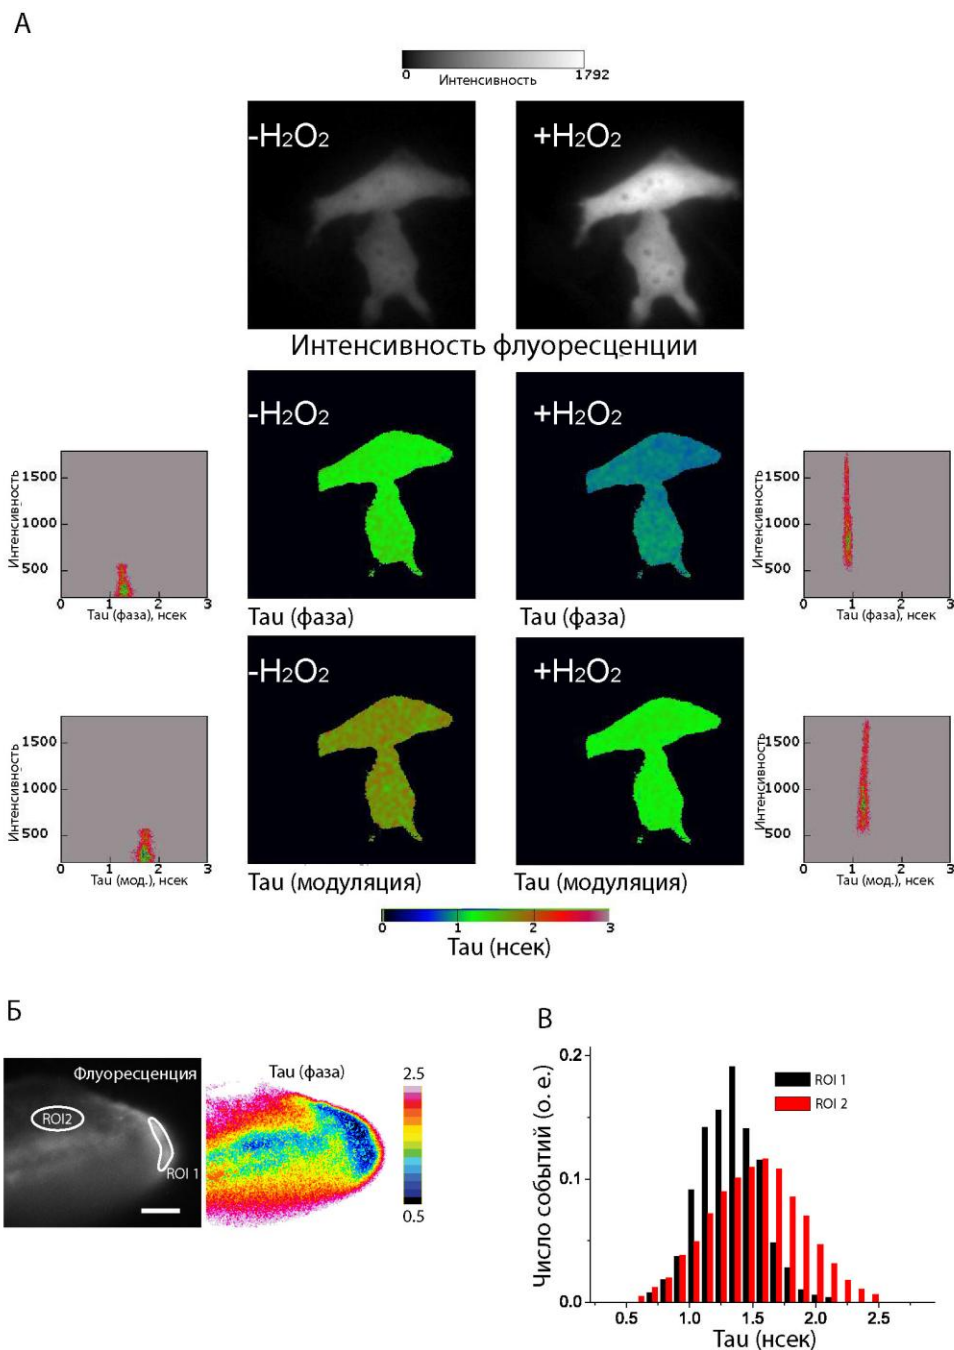 А
0 1792
Интенсивность
-H2O2
+H2O2
Интенсивность флуоресценции
-H2O2
+H2O2
Интенсивность
1500
1000
500
0 1 2 3
Tau (фаза), нсек
Tau (фаза)
Tau (фаза)
Интенсивность
1500
1000
500
0 1 2 3
Tau (фаза), нсек
-H2O2
+H2O2
Интенсивность
1500
1000
500
0 1 2 3
Tau (мод.), нсек
Tau (модуляция)
Tau (модуляция)
Интенсивность
1500
1000
500
0 1 2 3
Tau (мод.), нсек
0 1 2 3
Tau (нсек)
Б
Флуоресценция
ROI2
ROI 1
Tau (фаза)
2.5
0.5
В
Число событий (о. е.)
0.2
0.1
0.0
ROI 1
ROI 2
0.5 1.0 1.5 2.0 2.5
Tau (нсек)